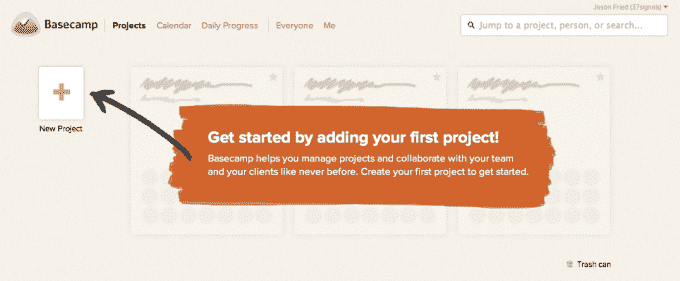 Jason Fried (37signals)
Basecamp Projects Calendar Daily Progress Everyone Me
Jump to a project, person, or search...
New Project
Get started by adding your first project!
Basecamp helps you manage projects and collaborate with your team
and your clients like never before. Create your first project to get started.
Trash can